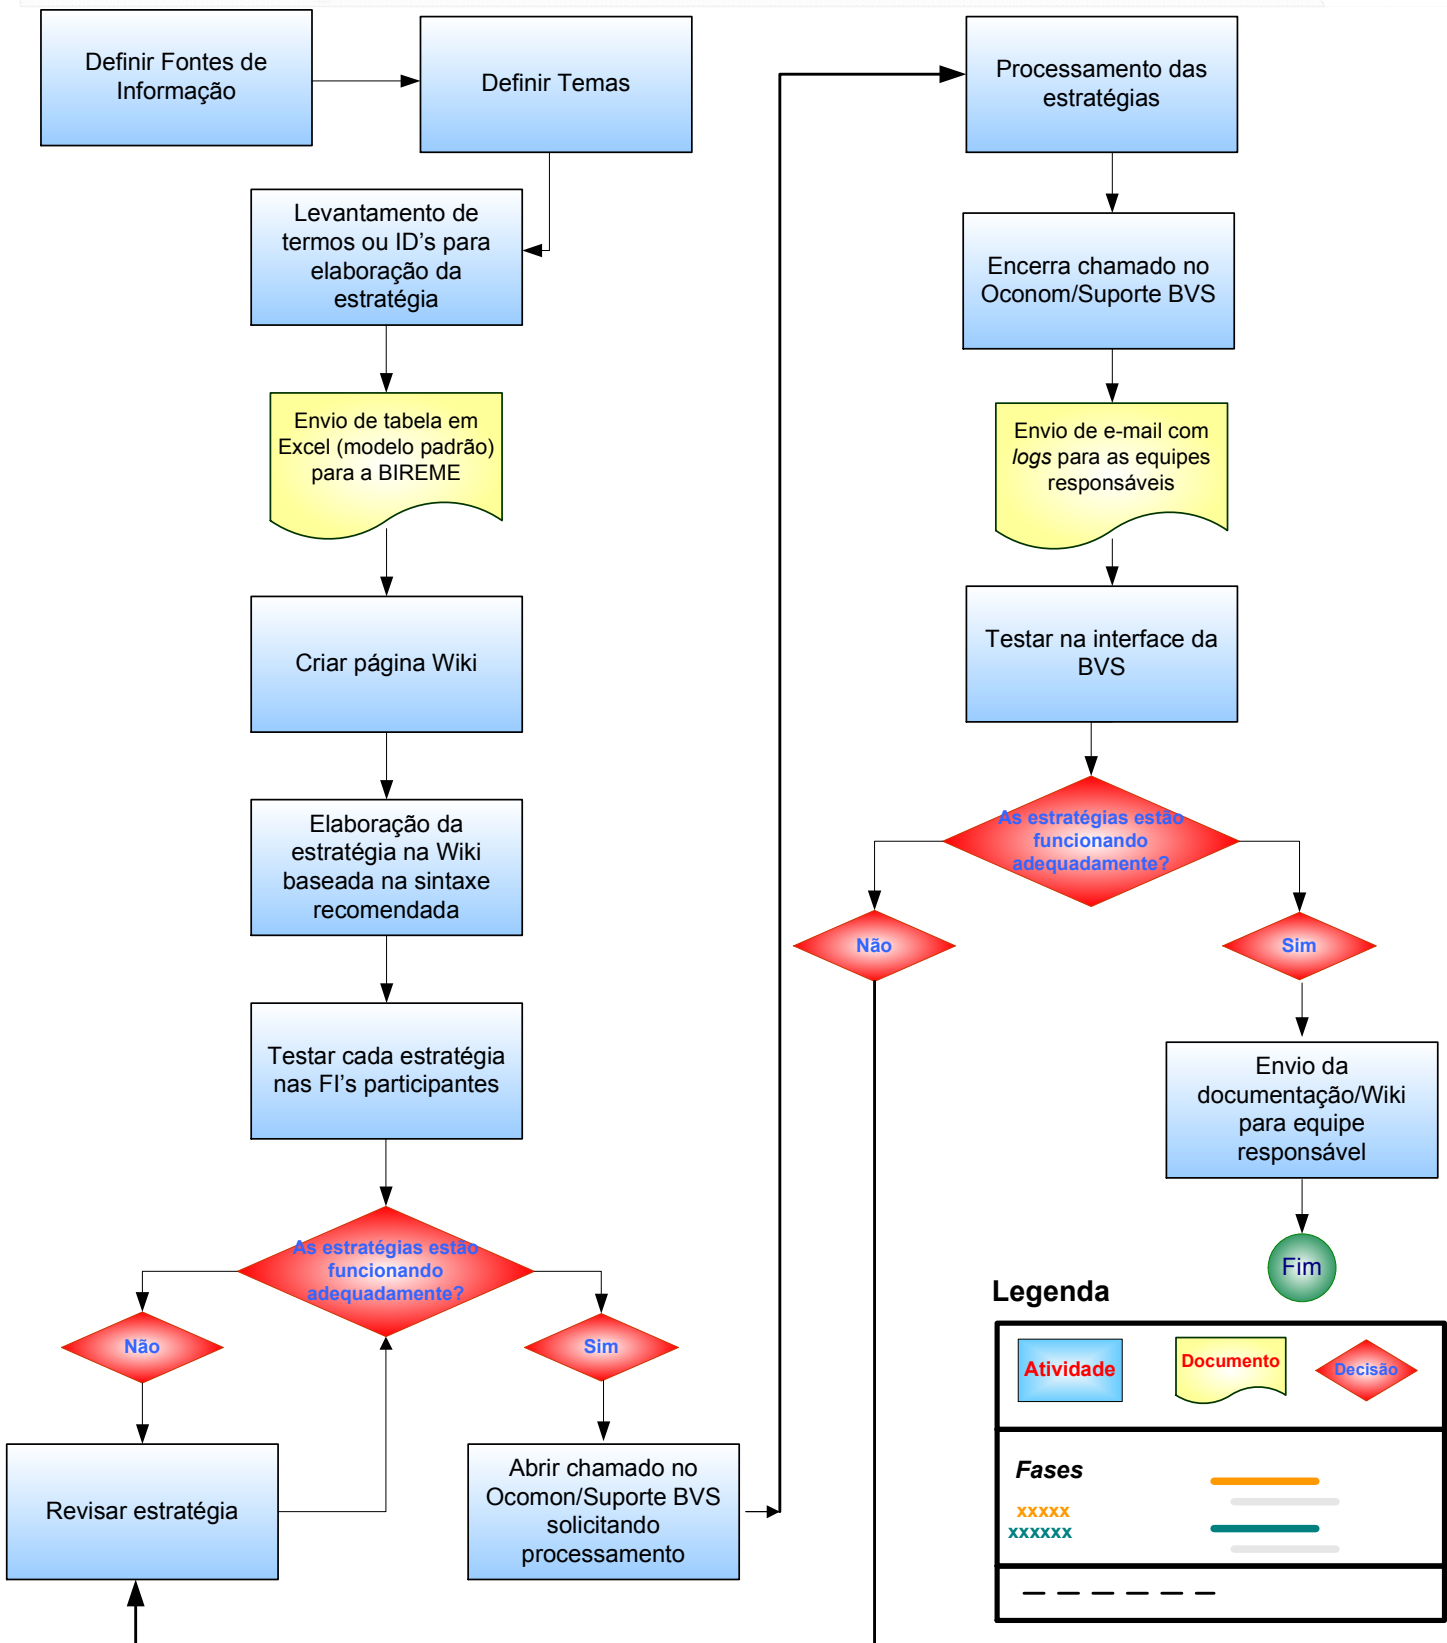 Definir Fontes de
Informação
Definir Temas
Levantamento de
termos ou ID’s para
elaboração da
estratégia
Envio de tabela em
Excel (modelo padrão)
para a BIREME
Criar página Wiki
Elaboração da
estratégia na Wiki
baseada na sintaxe
recomendada
Testar cada estratégia
nas FI’s participantes
As estratégias estão
funcionando
adequadamente?
Não
Sim
Revisar estratégia
Abrir chamado no
Ocomon/Suporte BVS
solicitando
processamento
Processamento das
estratégias
Encerra chamado no
Oconom/Suporte BVS
Envio de e-mail com
logs para as equipes
responsáveis
Testar na interface da
BVS
As estratégias estão
funcionando
adequadamente?
Não
Sim
Envio da
documentação/Wiki
para equipe
responsável
Fim
Legenda
Atividade
Documento
Decisão
Fases
xxxxx
xxxxxx